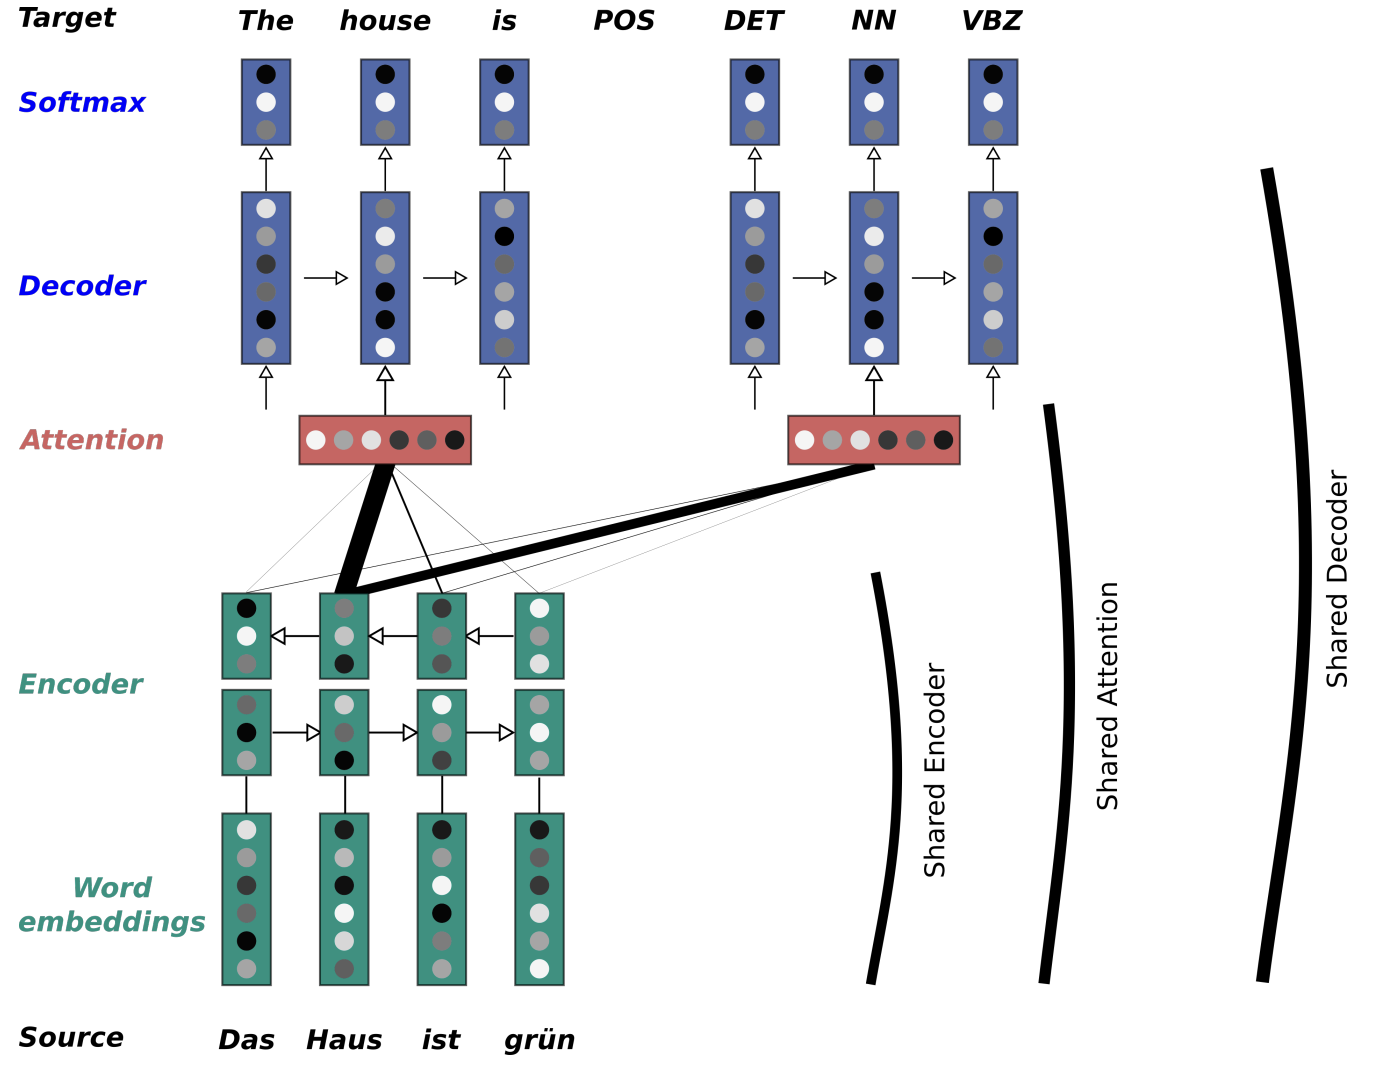 Target The house is POS DET NN VBZ
Softmax
Decoder
Attention
Encoder
Word
embeddings
Source Das Haus ist grün
Shared Encoder
Shared Attention
Shared Decoder